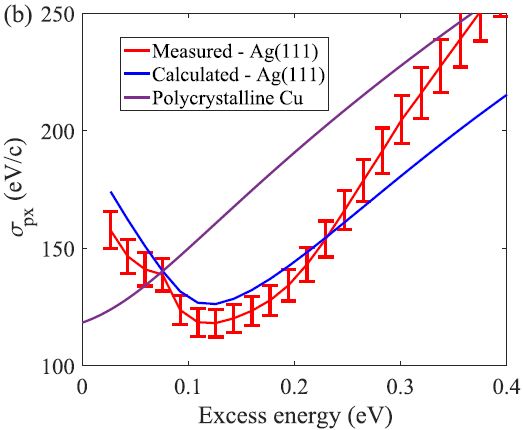 (b)
250
200
150
100
σpx (eV/c)
Measured - Ag(111)
Calculated - Ag(111)
Polycrystalline Cu
0 0.1 0.2 0.3 0.4
Excess energy (eV)